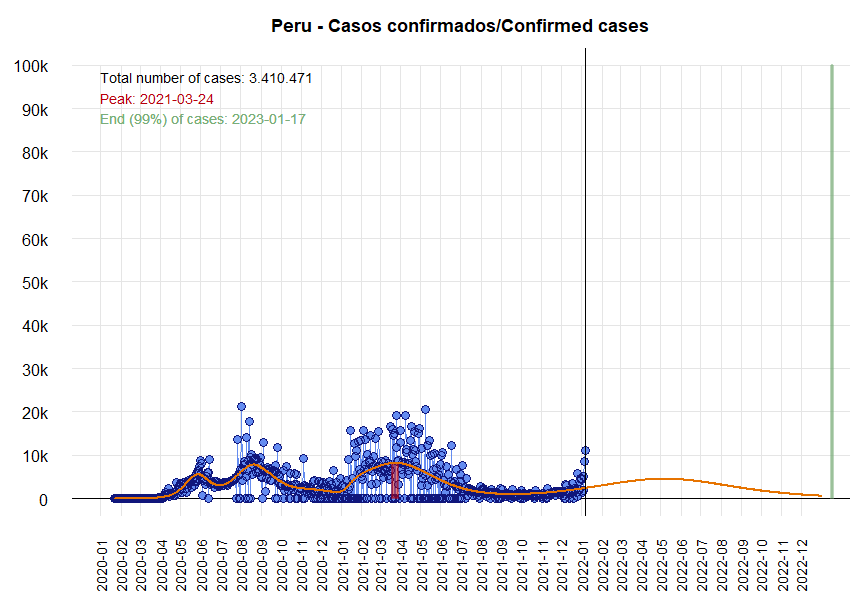 Peru - Casos confirmados/Confirmed cases
100k
90k
80k
70k
60k
50k
40k
30k
20k
10k
0
Total number of cases: 3.410.471
Peak: 2021-03-24
End (99%) of cases: 2023-01-17
2020-01
2020-02
2020-03
2020-04
2020-05
2020-06
2020-07
2020-08
2020-09
2020-10
2020-11
2020-12
2021-01
2021-02
2021-03
2021-04
2021-05
2021-06
2021-07
2021-08
2021-09
2021-10
2021-11
2021-12
2022-01
2022-02
2022-03
2022-04
2022-05
2022-06
2022-07
2022-08
2022-09
2022-10
2022-11
2022-12